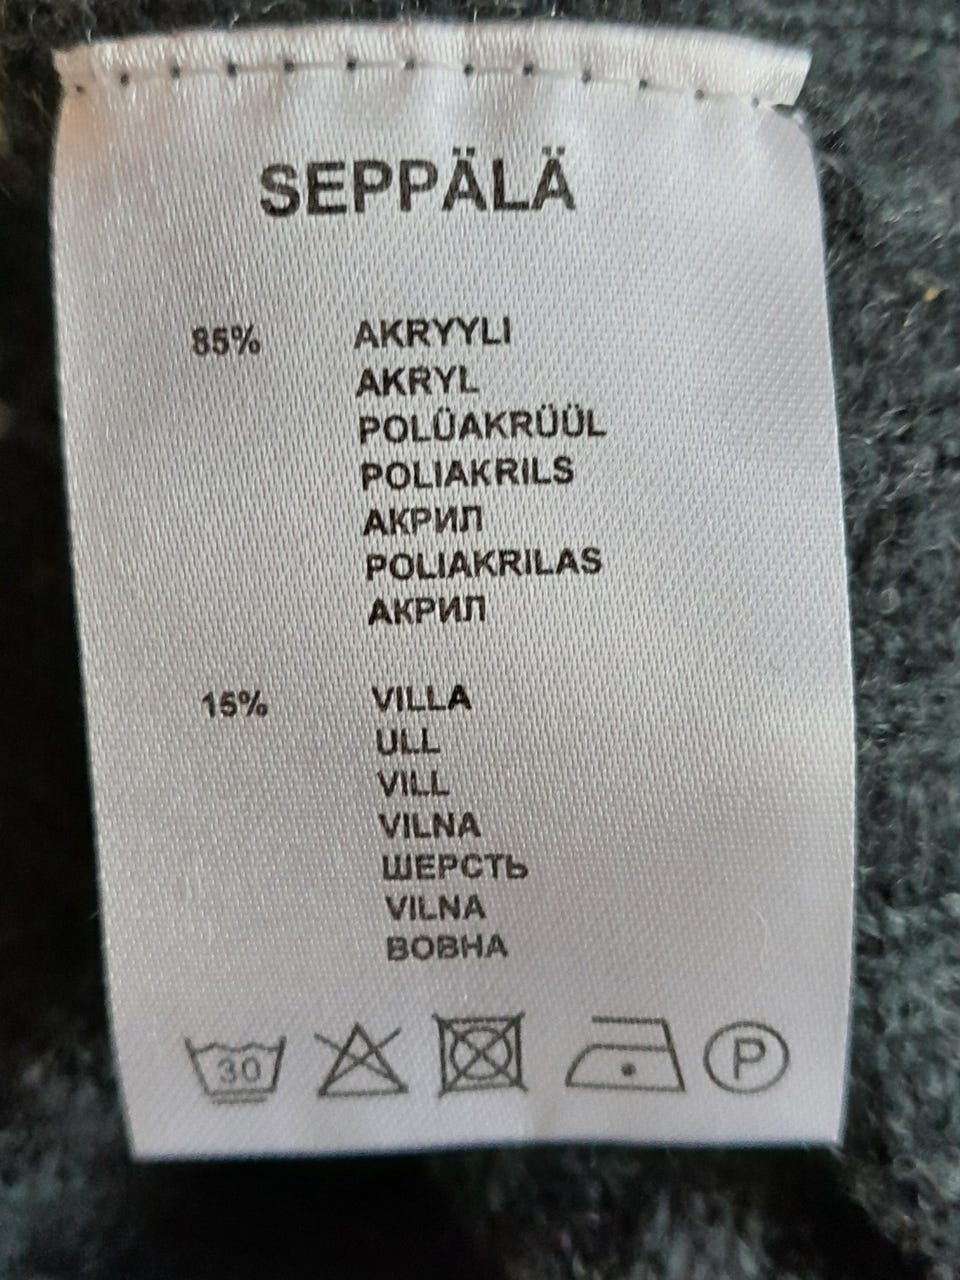 SEPPÄLÄ
85% AKRYYLI
AKRYL
POLÜAKRÜÜL
POLIAKRILS
АКРИЛ
POLIAKRILAS
АКРИЛ
15% VILLA
ULL
VILL
VILNA
ШЕРСТЬ
VILNA
ВОВНА
30 P